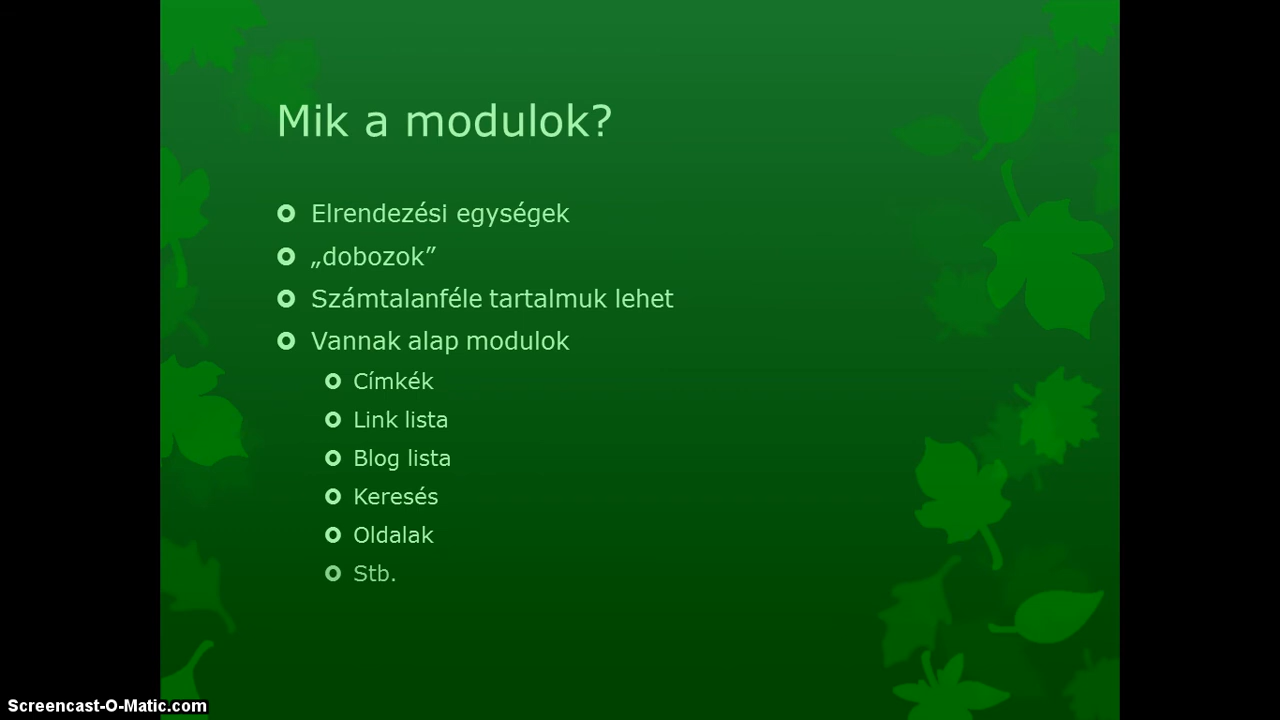 Mik a modulok?
Elrendezési egységek
„dobozok”
Számtalanféle tartalmuk lehet
Vannak alap modulok
Címkék
Link lista
Blog lista
Keresés
Oldalak
Stb.
Screencast-O-Matic.com